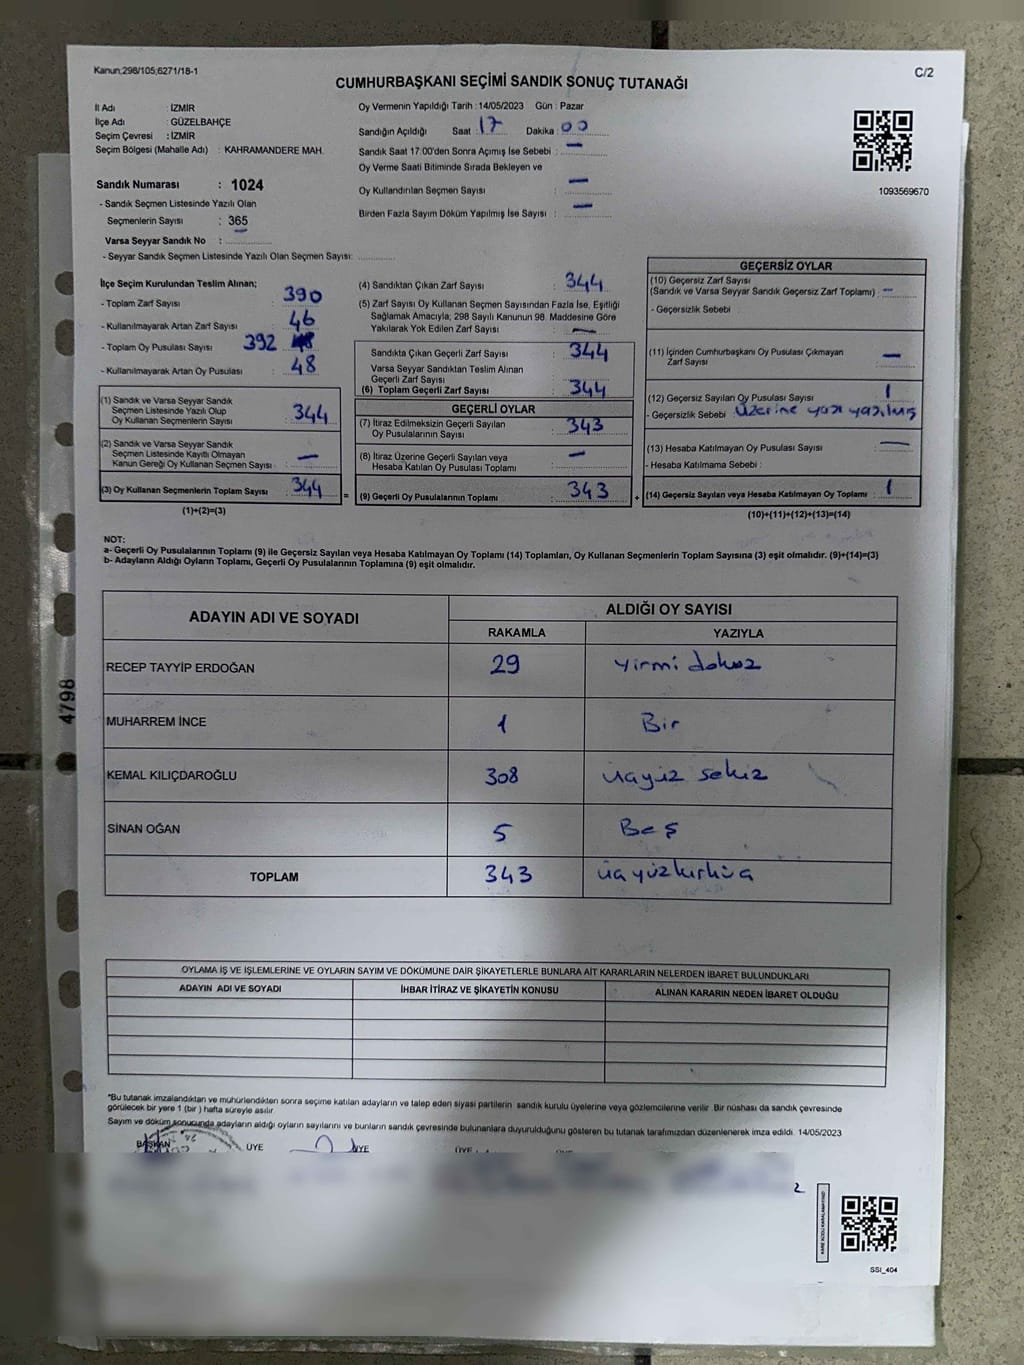 Kanun;298/105;6271/18-1
C/2
CUMHURBAŞKANI SEÇİMİ SANDIK SONUÇ TUTANAĞI
İl Adı : İZMİR
İlçe Adı : GÜZELBAHÇE
Seçim Çevresi : İZMİR
Seçim Bölgesi (Mahalle Adı) : KAHRAMANDERE MAH.
Sandık Numarası : 1024
- Sandık Seçmen Listesinde Yazılı Olan
Seçmenlerin Sayısı : 365
Varsa Seyyar Sandık No :
- Seyyar Sandık Seçmen Listesinde Yazılı Olan Seçmen Sayısı:
Oy Vermenin Yapıldığı Tarih : 14/05/2023 Gün : Pazar
Sandığın Açıldığı Saat : 17 Dakika : 00
Sandık Saat 17:00'den Sonra Açımış İse Sebebi : —
Oy Verme Saati Bitiminde Sırada Bekleyen ve
Oy Kullandırılan Seçmen Sayısı : —
Birden Fazla Sayım Döküm Yapılmış İse Sayısı : —
1093569670
İlçe Seçim Kurulundan Teslim Alınan;
- Toplam Zarf Sayısı : 390
- Kullanılmayarak Artan Zarf Sayısı : 46
- Toplam Oy Pusulası Sayısı : 392
- Kullanılmayarak Artan Oy Pusulası : 48
(1) Sandık ve Varsa Seyyar Sandık
Seçmen Listesinde Yazılı Olup
Oy Kullanan Seçmenlerin Sayısı : 344
(2) Sandık ve Varsa Seyyar Sandık
Seçmen Listesinde Kayıtlı Olmayan
Kanun Gereği Oy Kullanan Seçmen Sayısı : —
(3) Oy Kullanan Seçmenlerin Toplam Sayısı : 344 =
(1)+(2)=(3)
(4) Sandıktan Çıkan Zarf Sayısı : 344
(5) Zarf Sayısı Oy Kullanan Seçmen Sayısından Fazla İse, Eşitliği
Sağlamak Amacıyla; 298 Sayılı Kanunun 98. Maddesine Göre
Yakılarak Yok Edilen Zarf Sayısı : —
Sandıkta Çıkan Geçerli Zarf Sayısı : 344
Varsa Seyyar Sandıktan Teslim Alınan
Geçerli Zarf Sayısı :
(6) Toplam Geçerli Zarf Sayısı : 344
GEÇERLİ OYLAR
(7) İtiraz Edilmeksizin Geçerli Sayılan
Oy Pusulalarının Sayısı : 343
(8) İtiraz Üzerine Geçerli Sayılan veya
Hesaba Katılan Oy Pusulası Toplamı : —
(9) Geçerli Oy Pusulalarının Toplamı : 343 +
GEÇERSİZ OYLAR
(10) Geçersiz Zarf Sayısı
(Sandık ve Varsa Seyyar Sandık Geçersiz Zarf Toplamı) : —
- Geçersizlik Sebebi :
(11) İçinden Cumhurbaşkanı Oy Pusulası Çıkmayan
Zarf Sayısı : —
(12) Geçersiz Sayılan Oy Pusulası Sayısı : 1
- Geçersizlik Sebebi : Üzerine yazı yazılmış
(13) Hesaba Katılmayan Oy Pusulası Sayısı : —
- Hesaba Katılmama Sebebi :
(14) Geçersiz Sayılan veya Hesaba Katılmayan Oy Toplamı : 1
(10)+(11)+(12)+(13)=(14)
NOT:
a- Geçerli Oy Pusulalarının Toplamı (9) ile Geçersiz Sayılan veya Hesaba Katılmayan Oy Toplamı (14) Toplamları, Oy Kullanan Seçmenlerin Toplam Sayısına (3) eşit olmalıdır. (9)+(14)=(3)
b- Adayların Aldığı Oyların Toplamı, Geçerli Oy Pusulalarının Toplamına (9) eşit olmalıdır.
ADAYIN ADI VE SOYADI ALDIĞI OY SAYISI
RAKAMLA YAZIYLA
RECEP TAYYİP ERDOĞAN 29 yirmi dokuz
MUHARREM İNCE 1 Bir
KEMAL KILIÇDAROĞLU 308 üçyüz sekiz
SİNAN OĞAN 5 Beş
TOPLAM 343 üçyüzkırküç
4798
OYLAMA İŞ VE İŞLEMLERİNE VE OYLARIN SAYIM VE DÖKÜMÜNE DAİR ŞİKAYETLERLE BUNLARA AİT KARARLARIN NELERDEN İBARET BULUNDUKLARI
ADAYIN ADI VE SOYADI İHBAR İTİRAZ VE ŞİKAYETİN KONUSU ALINAN KARARIN NEDEN İBARET OLDUĞU
*Bu tutanak imzalandıktan ve mühürlendikten sonra seçime katılan adayların ve talep eden siyasi partilerin sandık kurulu üyelerine veya gözlemcilerine verilir. Bir nüshası da sandık çevresinde
görülecek bir yere 1 (bir ) hafta süreyle asılır.
Sayım ve döküm sonucunda adayların aldığı oyların sayılarını ve bunların sandık çevresinde bulunanlara duyurulduğunu gösteren bu tutanak tarafımızdan düzenlenerek imza edildi. 14/05/2023
BAŞKAN ÜYE ÜYE ÜYE
2
SSI_404